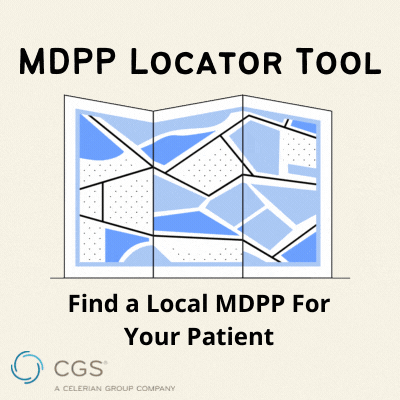 MDPP LOCATOR TOOL
Find a Local MDPP For
Your Patient
CGS®
A CELERIAN GROUP COMPANY